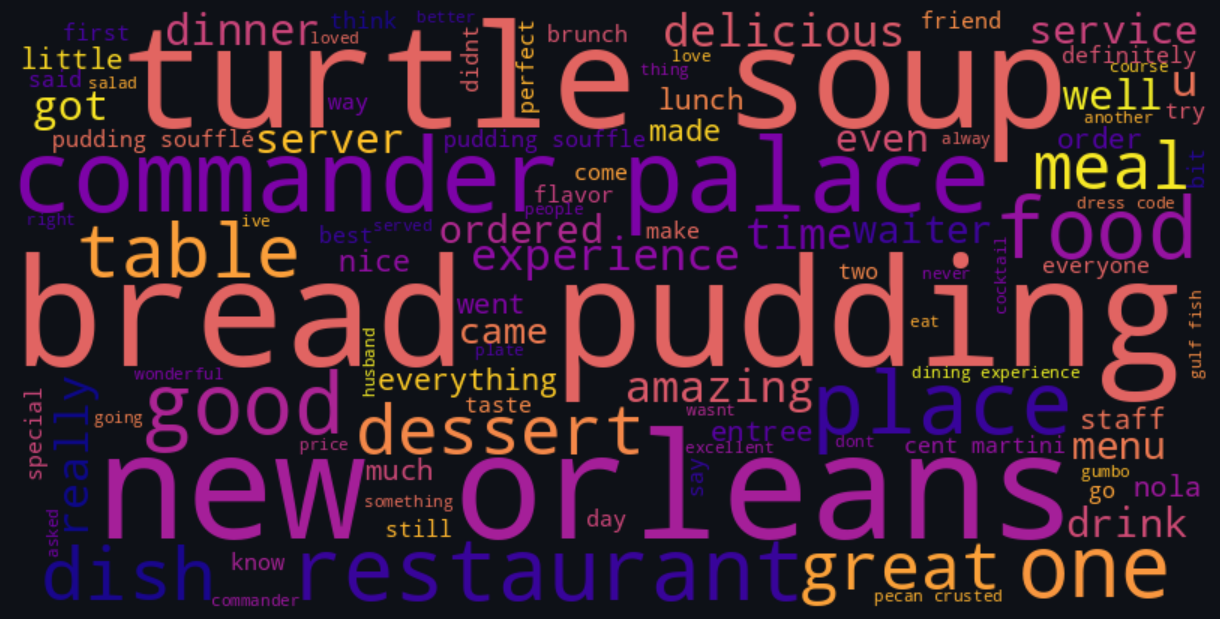 first
dinner
think
better
loved
turtle soup
didnt
perfect
brunch
delicious
friend
service
little
said
salad
got
way
love
thing
lunch
definitely
course
well
u
another
try
pudding soufflé
server
pudding souffle
made
even
alway
order
commander palace
come
flavor
people
meal
bit
dress code
right
table
ive
best
served
nice
ordered
experience
make
time
waiter
food
two
never
cocktail
everyone
bread pudding
went
came
plate
eat
gulf fish
husband
wonderful
everything
dining experience
special
really
going
good
price
dessert
taste
amazing
wasnt
entree
excellent
place
dont
cent martini
staff
menu
new orleans
much
something
still
day
say
gumbo
go
nola
drink
asked
dish
know
commander
restaurant
great
pecan crusted
one